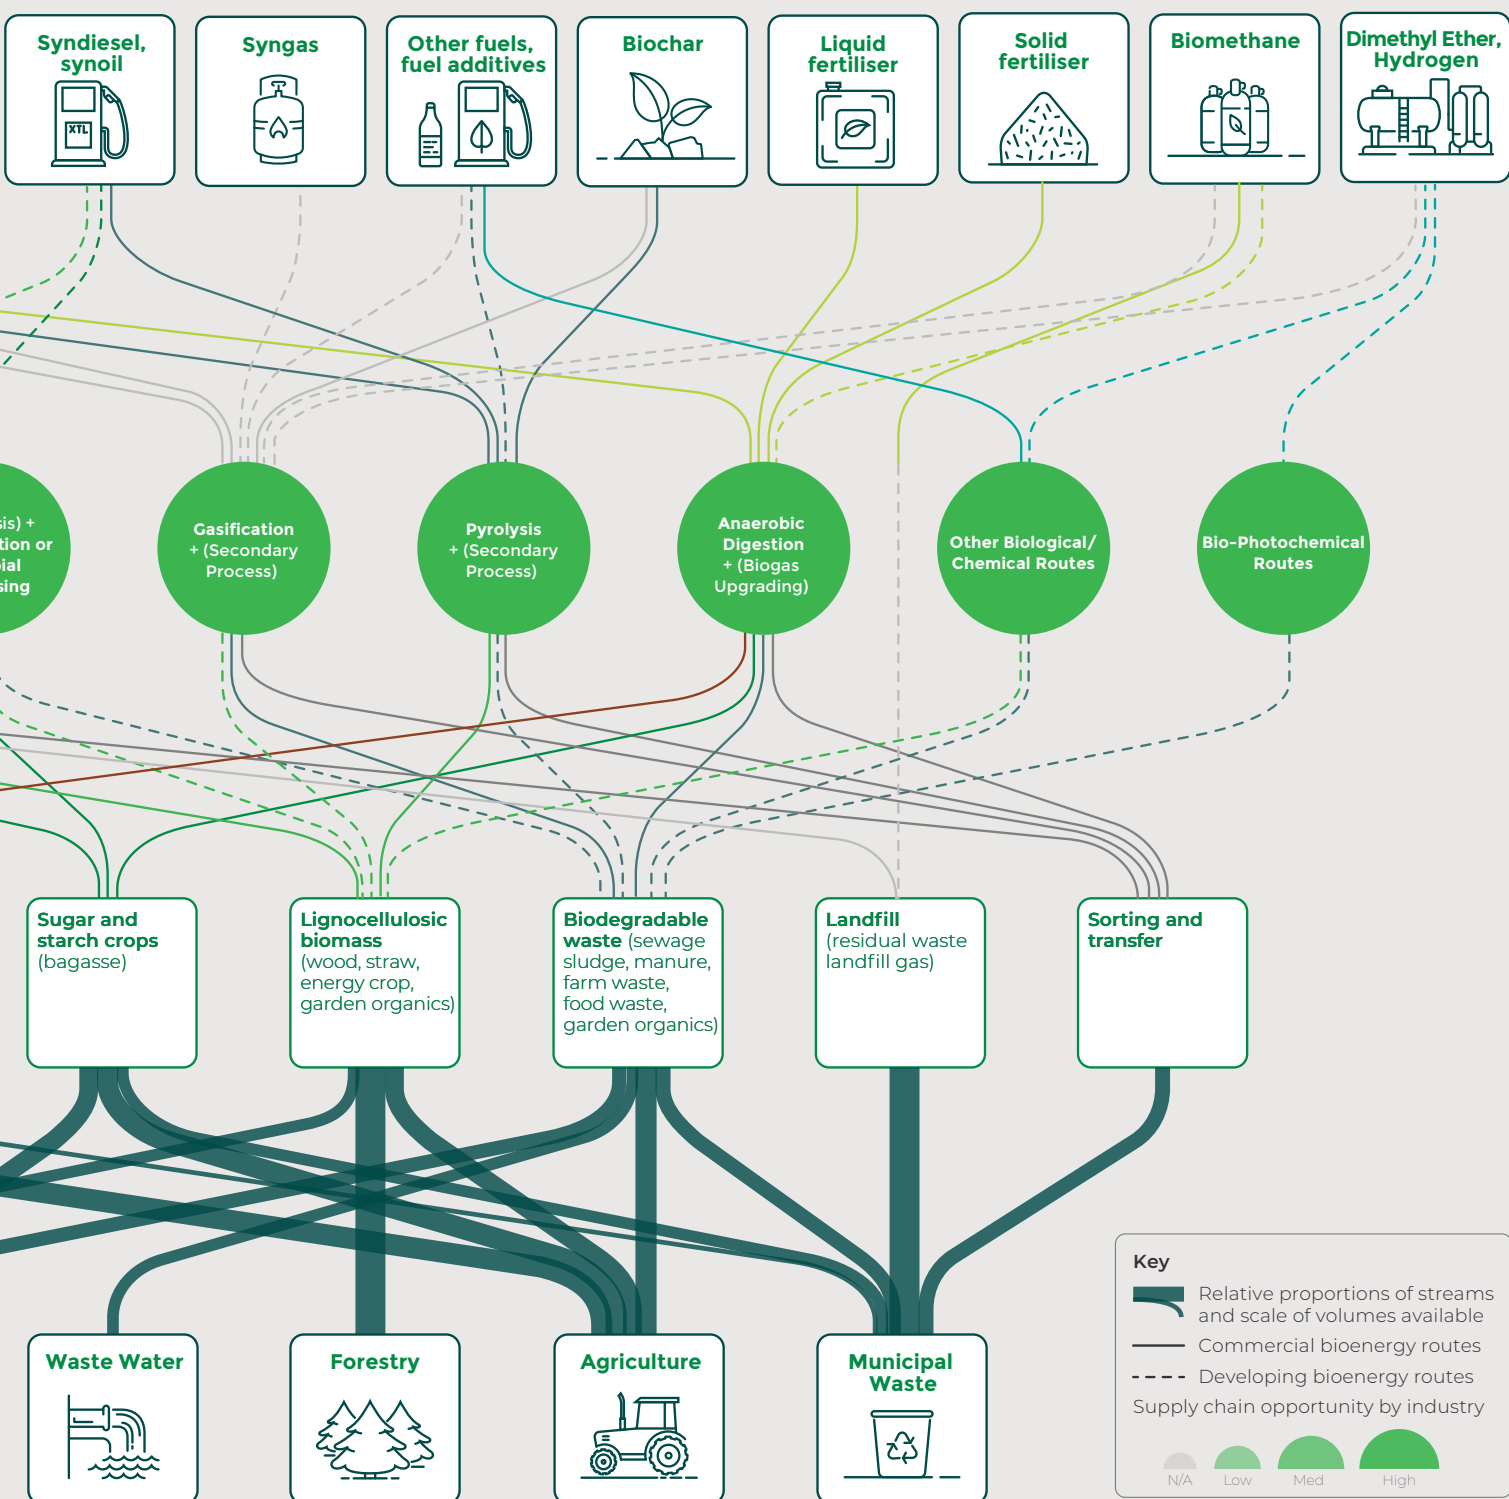 Syndiesel,
synoil
XTL
Syngas
Other fuels,
fuel additives
Biochar
Liquid
fertiliser
Solid
fertiliser
Biomethane
Dimethyl Ether,
Hydrogen
sis) +
tion or
ial
sing
Gasification
+ (Secondary
Process)
Pyrolysis
+ (Secondary
Process)
Anaerobic
Digestion
+ (Biogas
Upgrading)
Other Biological/
Chemical Routes
Bio-Photochemical
Routes
Sugar and
starch crops
(bagasse)
Lignocellulosic
biomass
(wood, straw,
energy crop,
garden organics)
Biodegradable
waste (sewage
sludge, manure,
farm waste,
food waste,
garden organics)
Landfill
(residual waste
landfill gas)
Sorting and
transfer
Waste Water
Forestry
Agriculture
Municipal
Waste
Key
Relative proportions of streams
and scale of volumes available
Commercial bioenergy routes
Developing bioenergy routes
Supply chain opportunity by industry
N/A
Low
Med
High